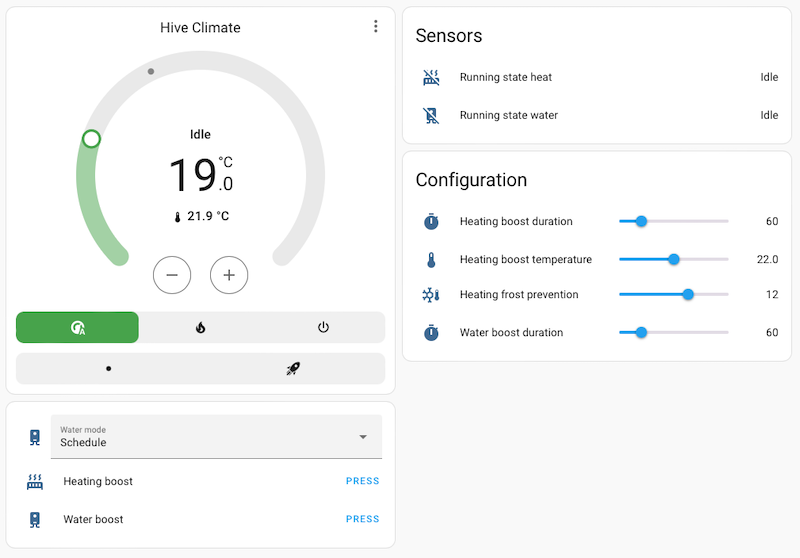 Hive Climate
Idle
19.0 °C
21.9 °C
Water mode
Schedule
Heating boost PRESS
Water boost PRESS
Sensors
Running state heat Idle
Running state water Idle
Configuration
Heating boost duration 60
Heating boost temperature 22.0
Heating frost prevention 12
Water boost duration 60